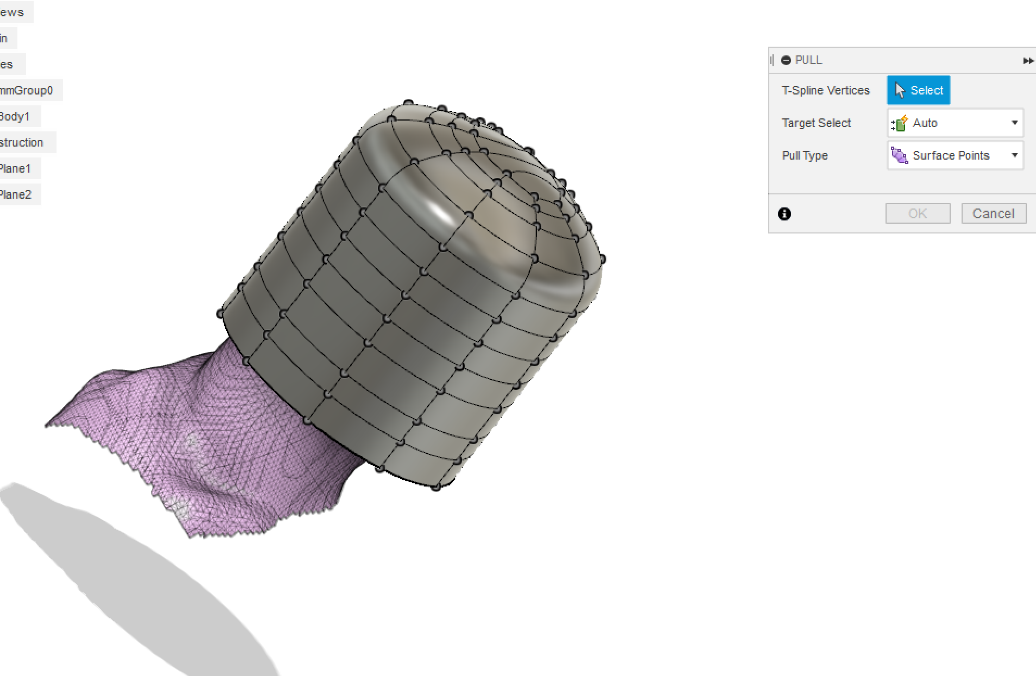 ews
in
es
mmGroup0
Body1
struction
Plane1
Plane2
PULL
T-Spline Vertices Select
Target Select Auto
Pull Type Surface Points
OK Cancel